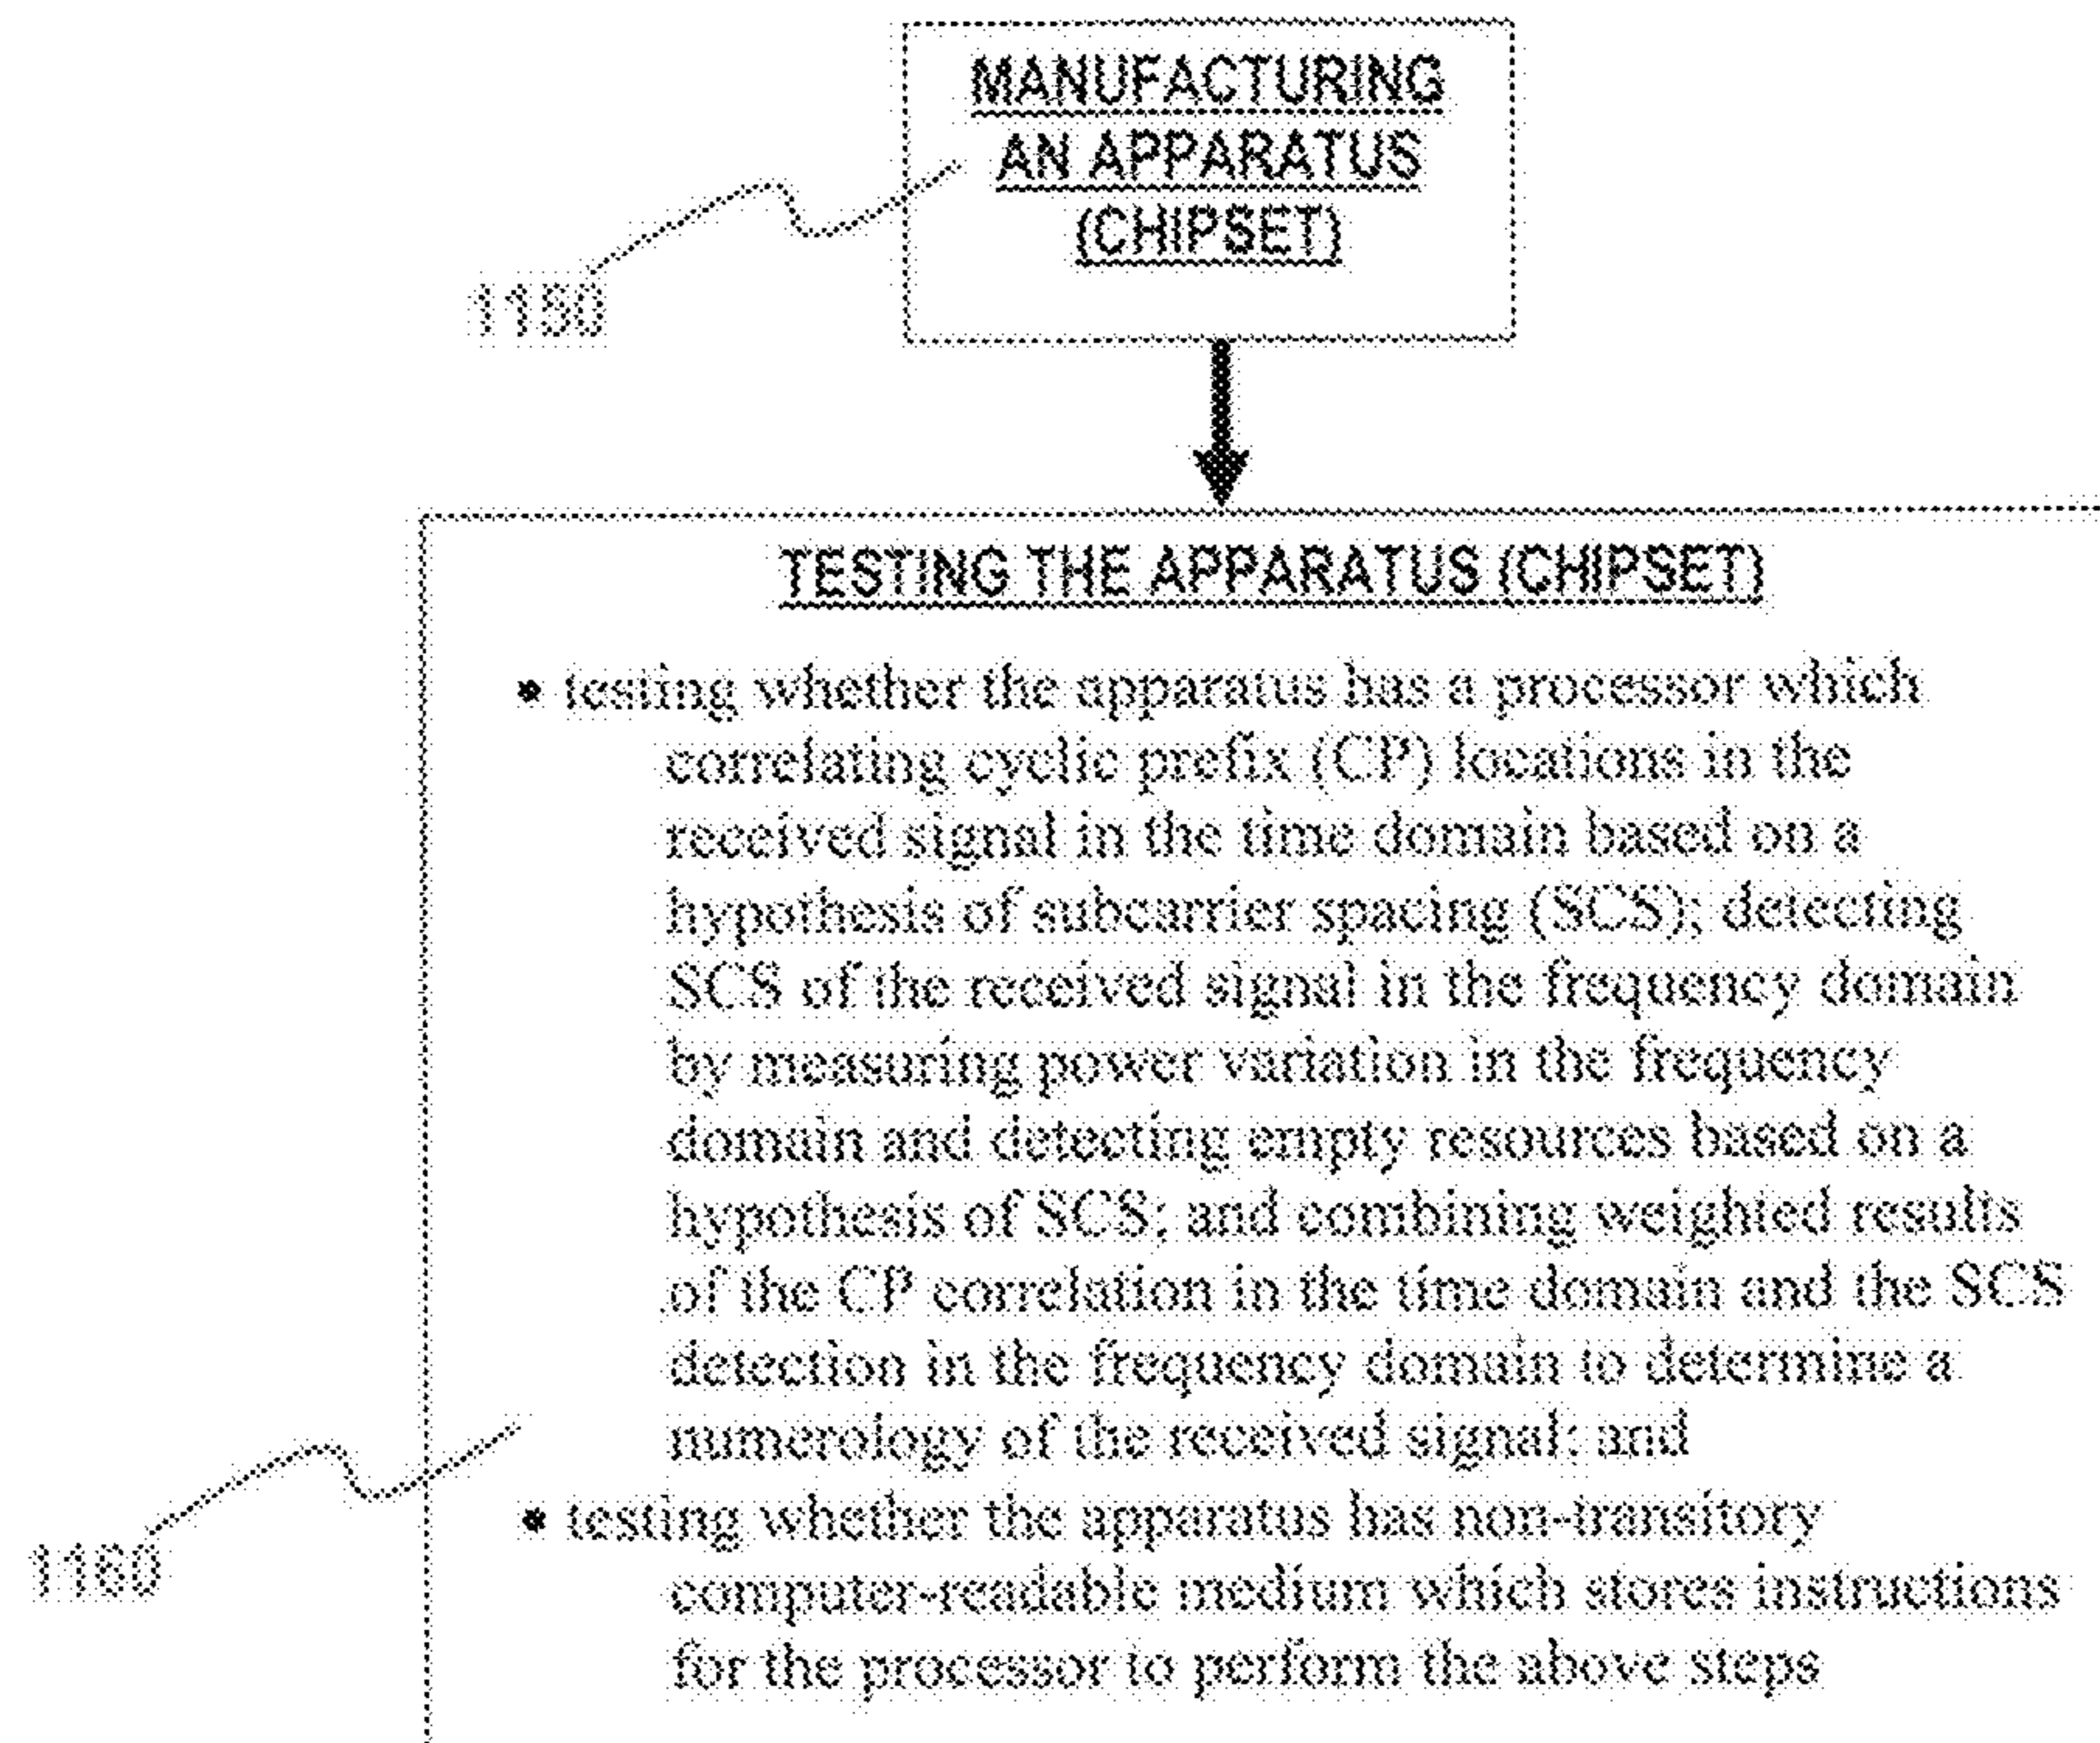 MANUFACTURING
AN APPARATUS
(CHIPSET)
1150
TESTING THE APPARATUS (CHIPSET)
• testing whether the apparatus has a processor which
correlating cyclic prefix (CP) locations in the
received signal in the time domain based on a
hypothesis of subcarrier spacing (SCS); detecting
SCS of the received signal in the frequency domain
by measuring power variation in the frequency
domain and detecting empty resources based on a
hypothesis of SCS; and combining weighted results
of the CP correlation in the time domain and the SCS
detection in the frequency domain to determine a
numerology of the received signal; and
• testing whether the apparatus has non-transitory
computer-readable medium which stores instructions
for the processor to perform the above steps
1160